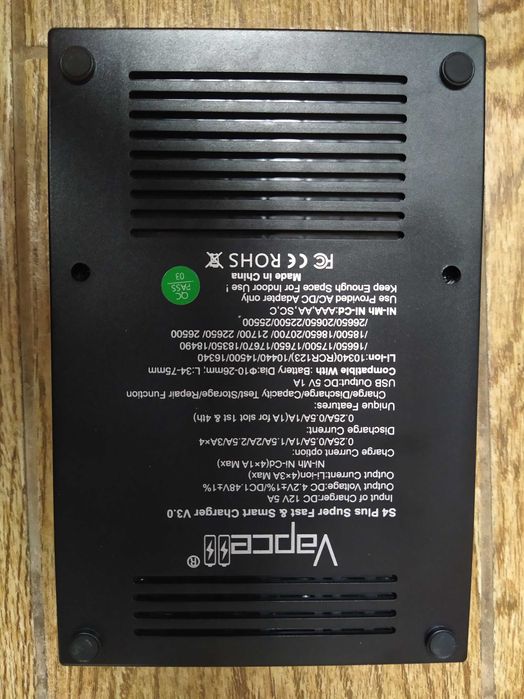 Vapcell®
S4 Plus Super Fast & Smart Charger V3.0
Input of Charger:DC 12V 5A
Output Voltage:DC 4.2±1%/DC1.48V±1%
Output Current:Li-ion(4×3A Max)
Ni-MH Ni-Cd(4×1A Max)
Charge Current option:
0.25A/0.5A/1A/1.5A/2A/2.5A/3A×4
Discharge Current:
0.25A/0.5A/1A(1A for slot 1st & 4th)
Unique Features:
Charge/Discharge/Capacity/Test/Storage/Repair Function
USB Output:DC 5V 1A
Compatible With : Battery Dia:Φ10-26mm; L:34-75mm
Li-ion:10340(RCR123)/10440/14500/16340
/16650/17500/17650/17670/18350/18490
/18500/18650/20700/ 21700/ 22650/ 26500
/26650/20650/22500/25500
Ni-Mh Ni-Cd-AAAA,AAA,AA,SC,C
Use Provided AC/DC Adapter only
Keep Enough Space For Indoor Use !
Made in China
FC CE ROHS
QC
PASS
03